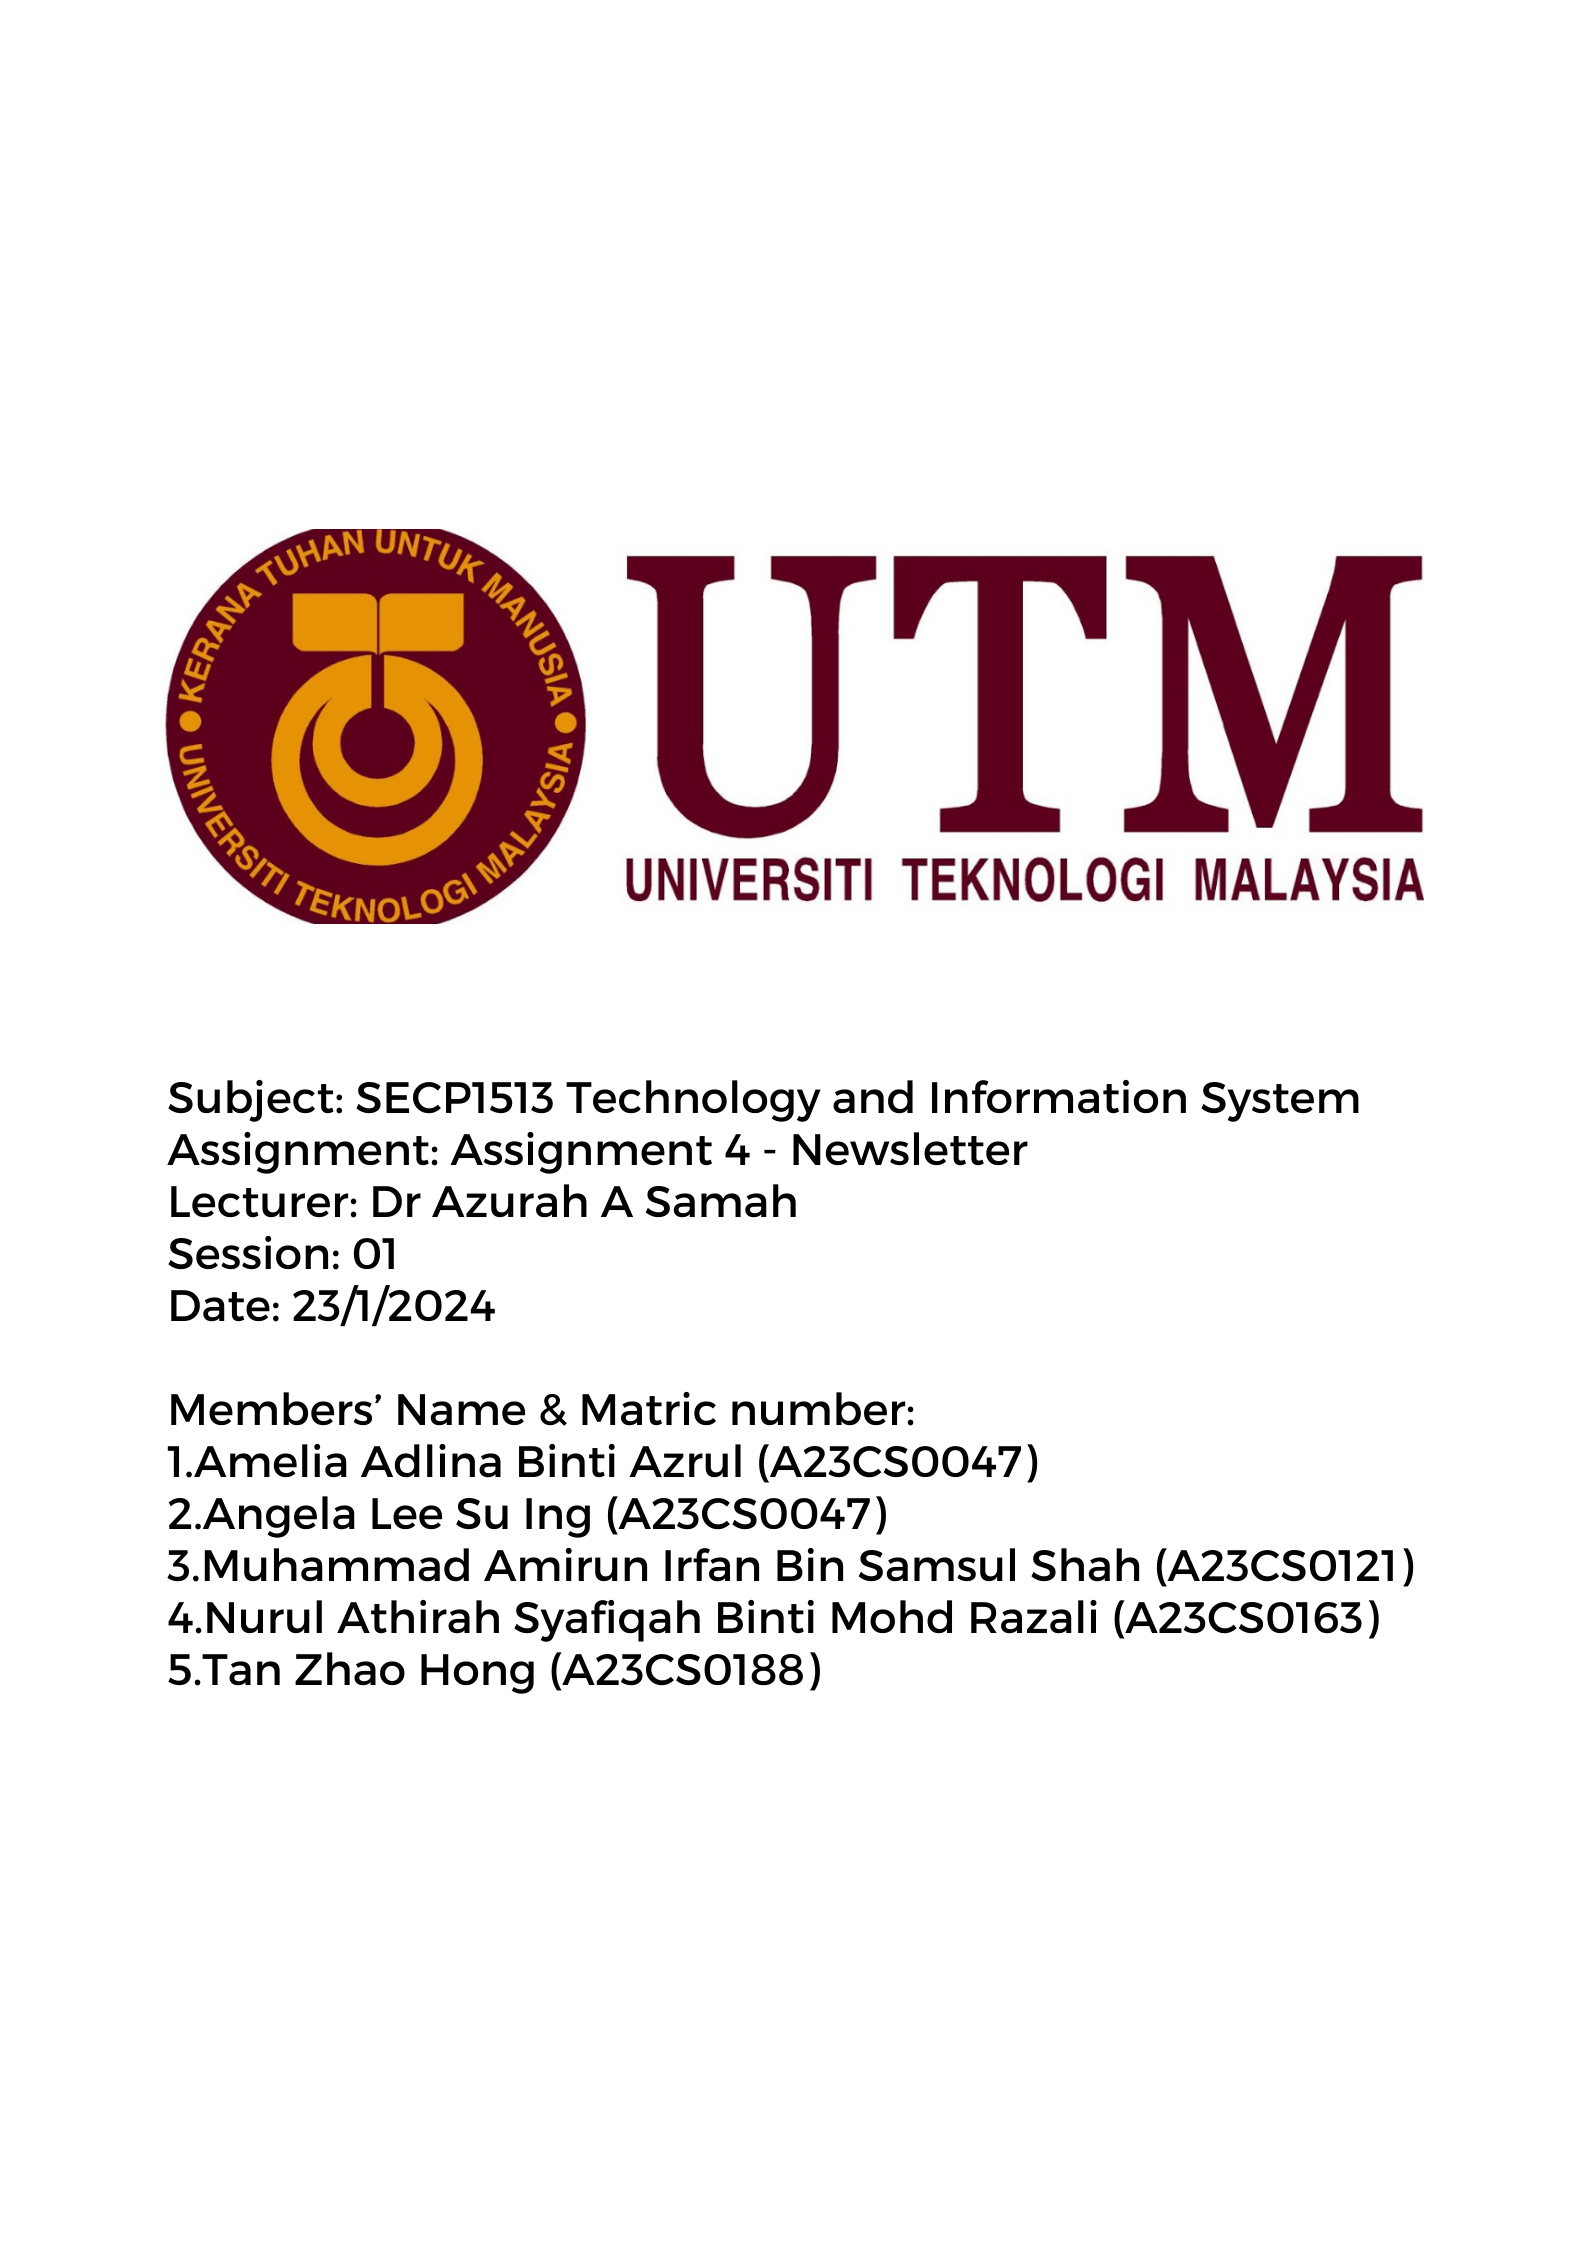 KERANA TUHAN UNTUK MANUSIA
UNIVERSITI TEKNOLOGI MALAYSIA
UTM
UNIVERSITI TEKNOLOGI MALAYSIA
Subject: SECP1513 Technology and Information System
Assignment: Assignment 4 - Newsletter
Lecturer: Dr Azurah A Samah
Session: 01
Date: 23/1/2024
Members’ Name & Matric number:
1.Amelia Adlina Binti Azrul (A23CS0047)
2.Angela Lee Su Ing (A23CS0047)
3.Muhammad Amirun Irfan Bin Samsul Shah (A23CS0121)
4.Nurul Athirah Syafiqah Binti Mohd Razali (A23CS0163)
5.Tan Zhao Hong (A23CS0188)